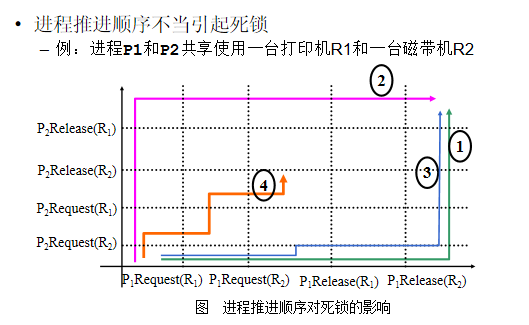 • 进程推进顺序不当引起死锁
– 例：进程P1和P2共享使用一台打印机R1和一台磁带机R2
②
P₂Release(R₁)
①
P₂Release(R₂)
③
④
P₂Request(R₁)
P₂Request(R₂)
P₁Request(R₁) P₁Request(R₂) P₁Release(R₁) P₁Release(R₂)
图 进程推进顺序对死锁的影响